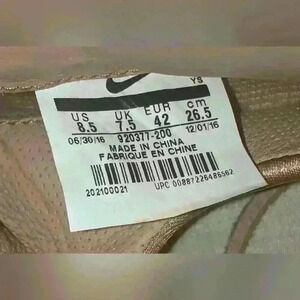 YS
US UK EUR cm
8.5 7.5 42 26.5
06/30/16 920377-200 12/01/16
MADE IN CHINA
FABRIQUE EN CHINE
202100021
UPC 00887226486562